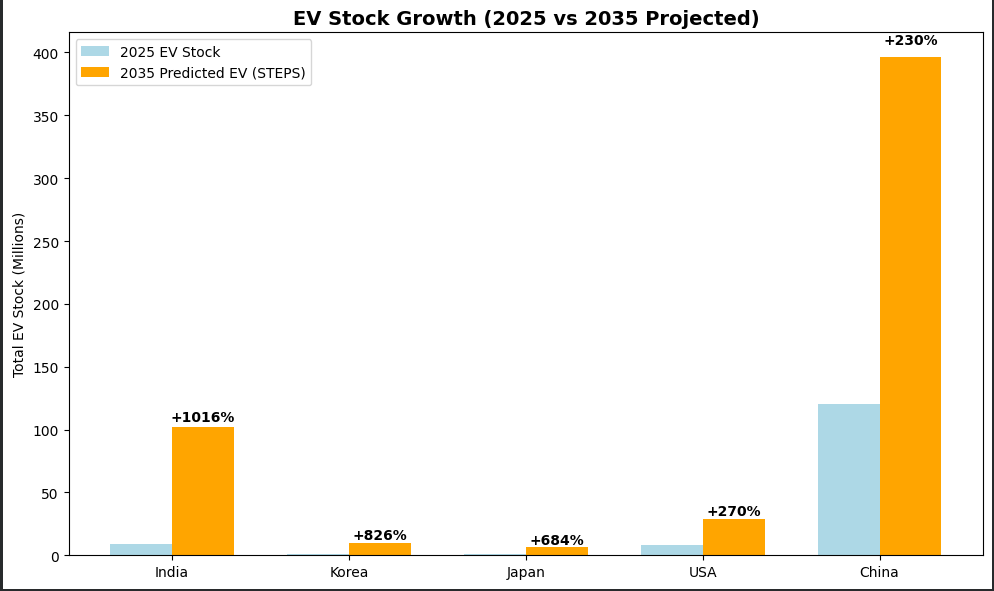 EV Stock Growth (2025 vs 2035 Projected)
2025 EV Stock
2035 Predicted EV (STEPS)
Total EV Stock (Millions)
400
350
300
250
200
150
100
50
0
+1016%
+826%
+684%
+270%
+230%
India
Korea
Japan
USA
China